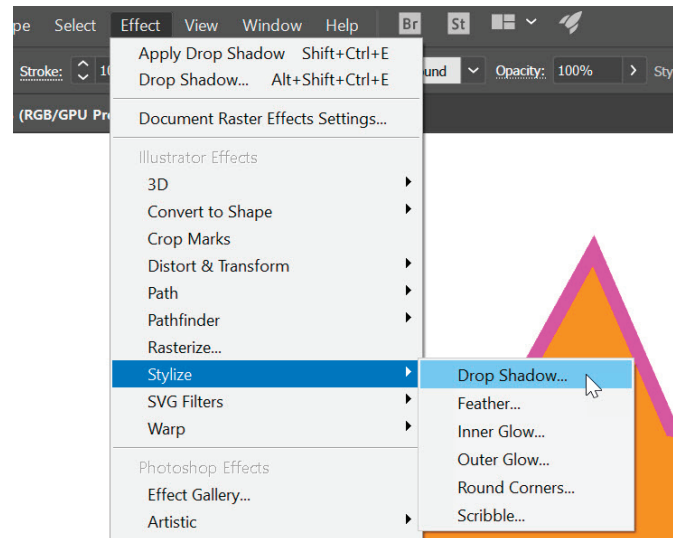 pe Select Effect View Window Help Br St
Stroke: 10 und Opacity: 100% Sty
(RGB/GPU Pre
Apply Drop Shadow Shift+Ctrl+E
Drop Shadow... Alt+Shift+Ctrl+E
Document Raster Effects Settings...
Illustrator Effects
3D
Convert to Shape
Crop Marks
Distort & Transform
Path
Pathfinder
Rasterize...
Stylize
SVG Filters
Warp
Photoshop Effects
Effect Gallery...
Artistic
Drop Shadow...
Feather...
Inner Glow...
Outer Glow...
Round Corners...
Scribble...